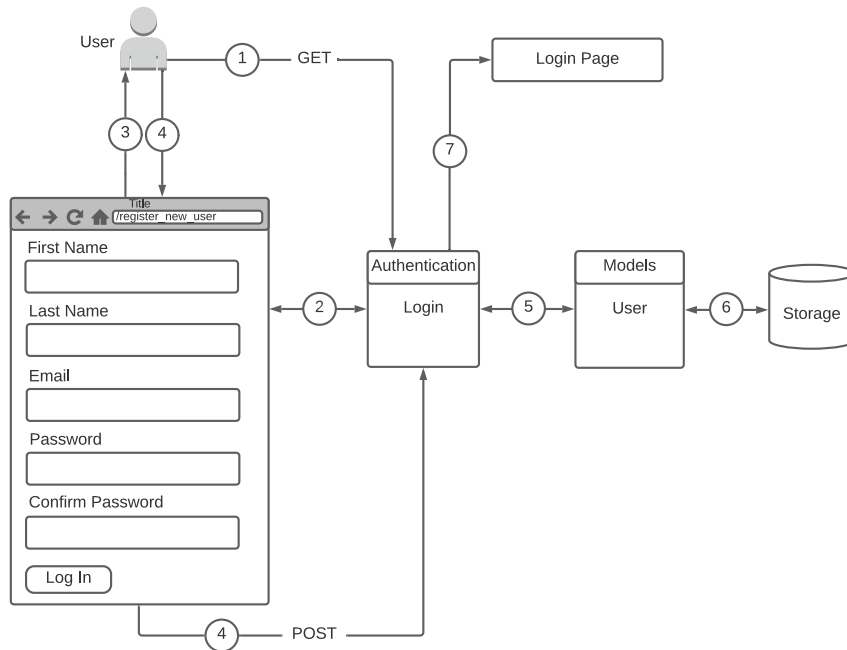 User
1
GET
Login Page
3
4
7
Title
/register_new_user
First Name
Authentication
Models
Last Name
2
Login
5
User
6
Storage
Email
Password
Confirm Password
Log In
4
POST